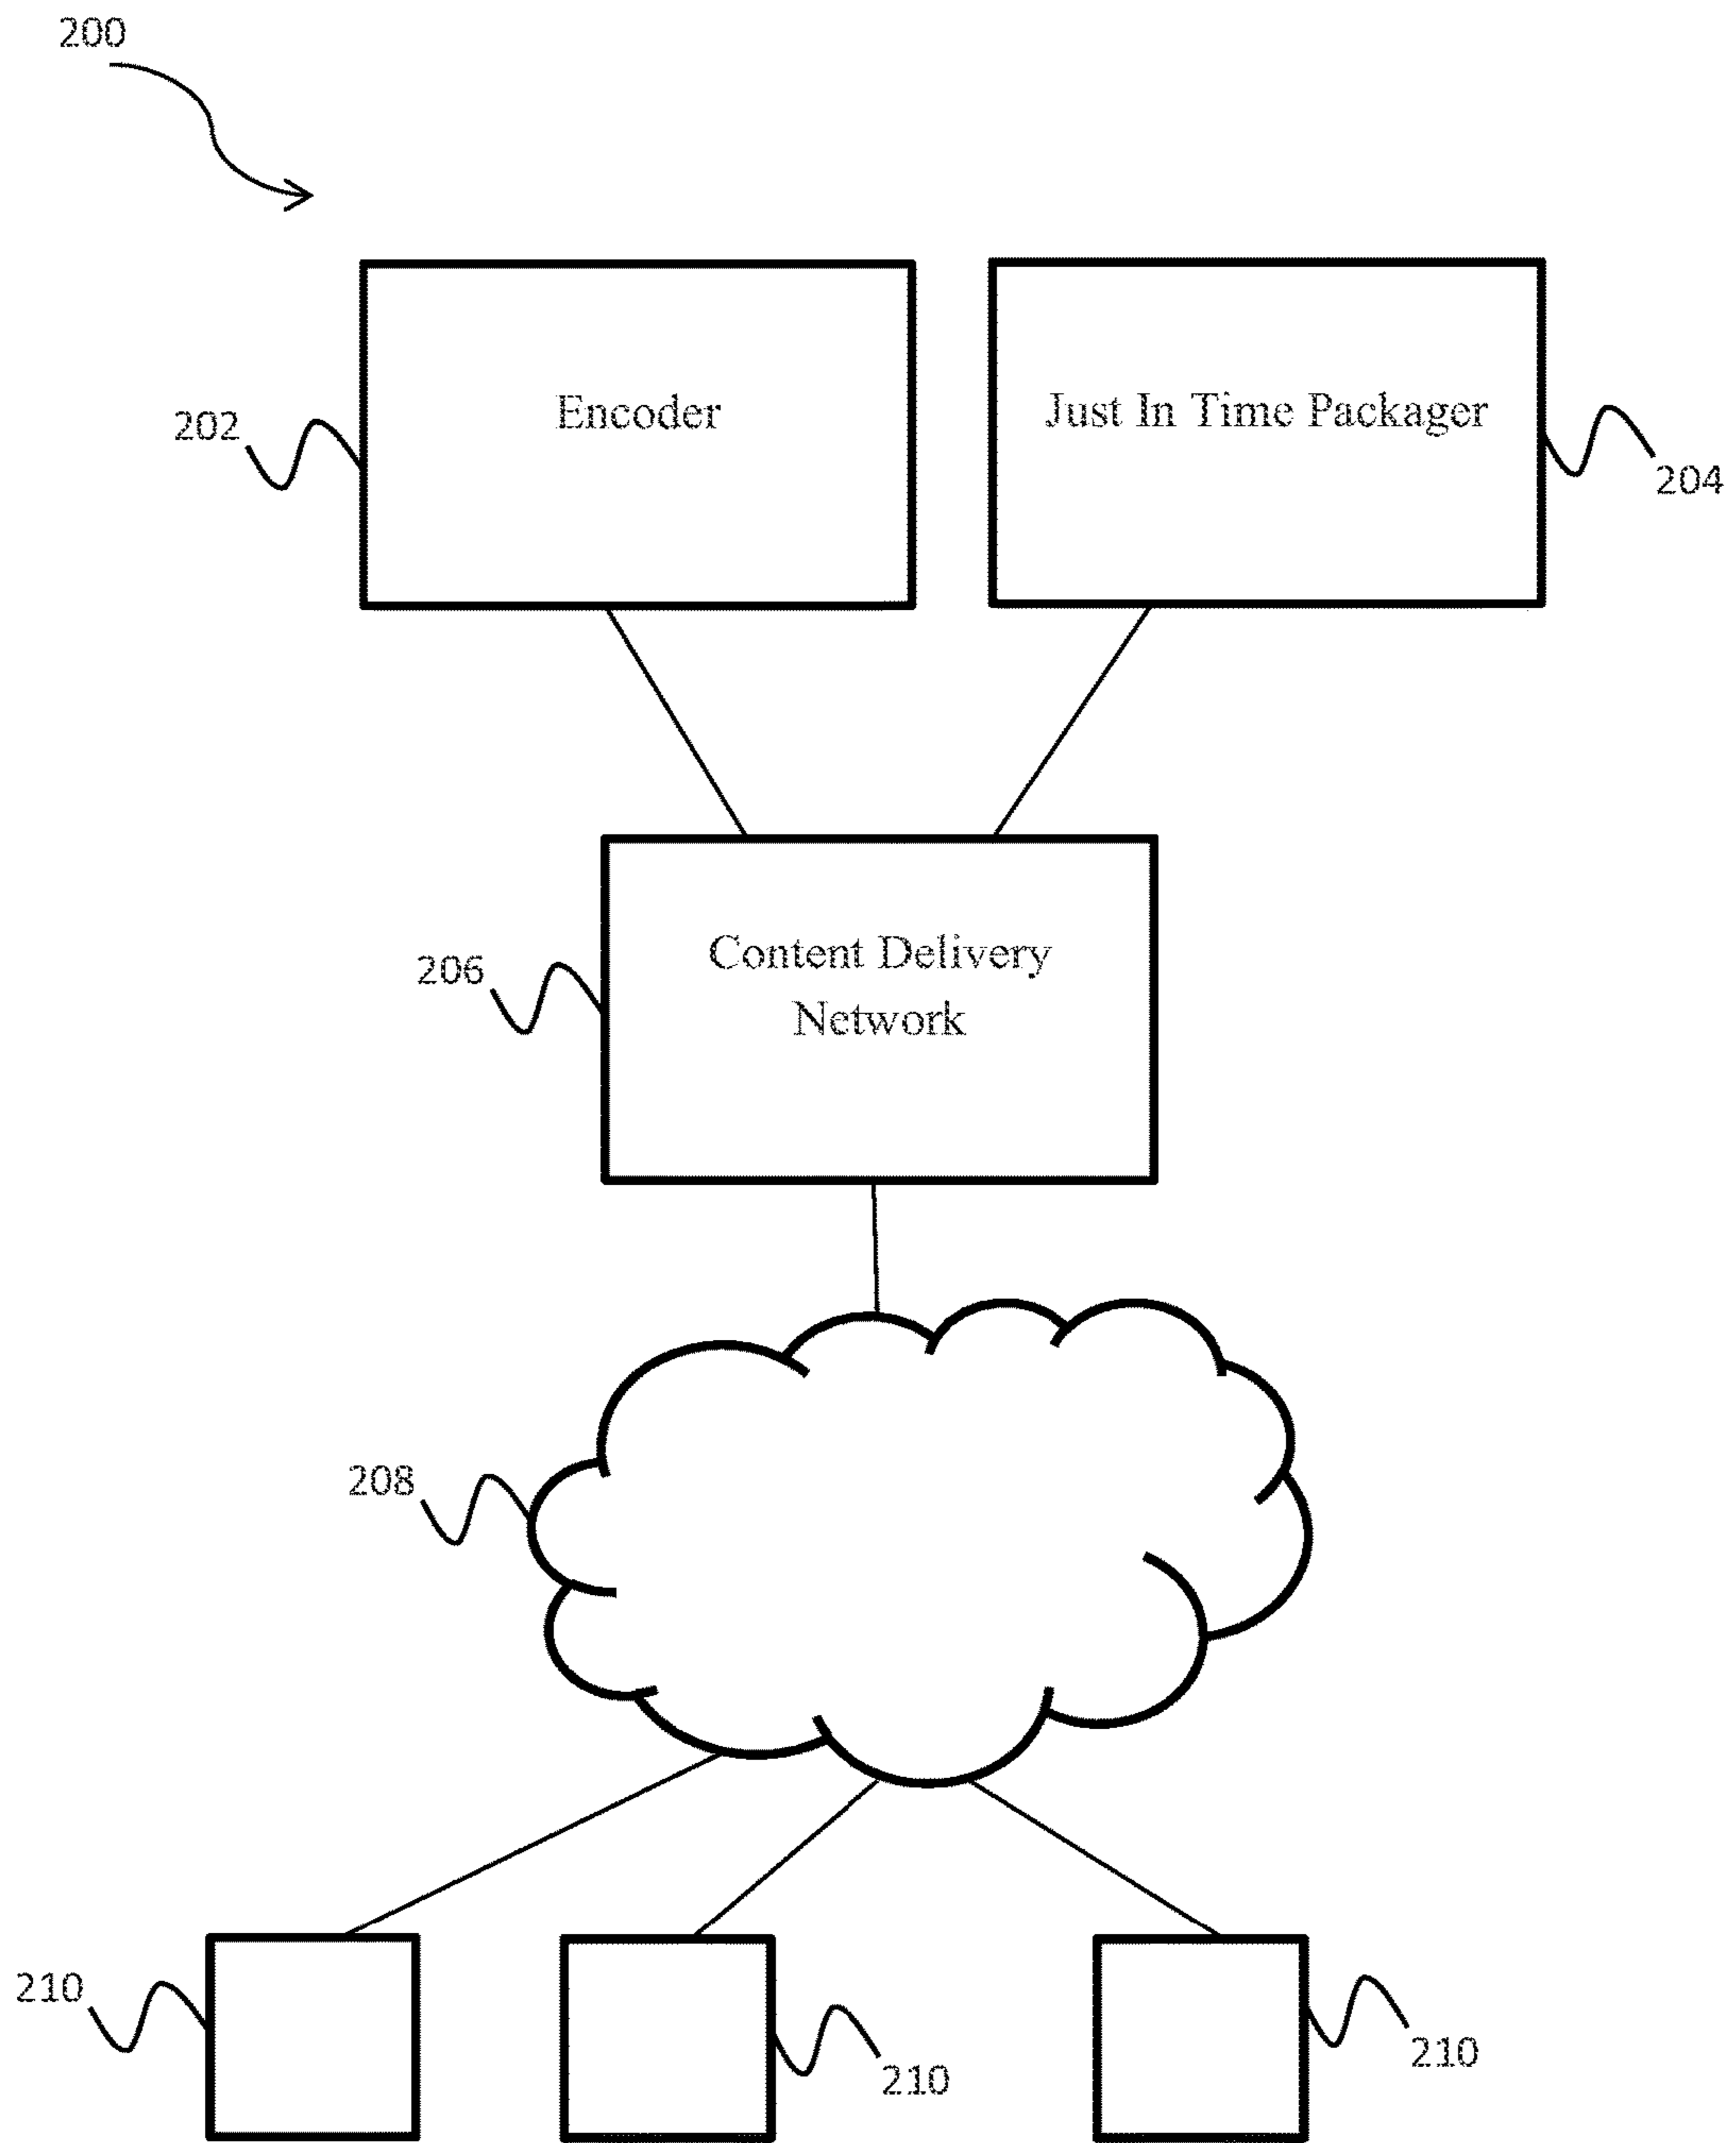 200
Encoder
Just In Time Packager
202
204
Content Delivery
Network
206
208
210
210
210